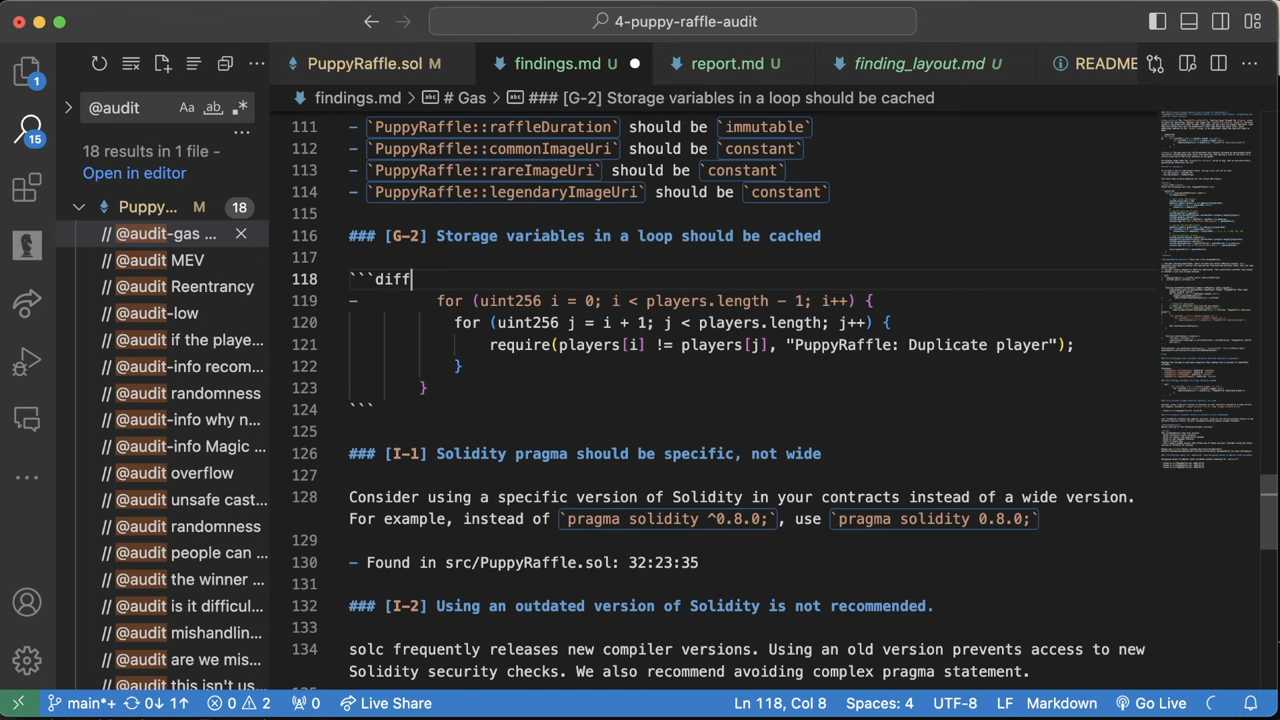 4-puppy-raffle-audit
PuppyRaffle.sol M
findings.md U
report.md U
finding_layout.md U
README
1
15
@audit
Aa ab
findings.md > # Gas > ### [G-2] Storage variables in a loop should be cached
18 results in 1 file -
Open in editor
Puppy... M 18
// @audit-gas ...
// @audit MEV
// @audit Reentrancy
// @audit-low
// @audit if the playe...
// @audit-info recom...
// @audit randomness
// @audit-info why n...
// @audit-info Magic ...
// @audit overflow
// @audit unsafe cast...
// @audit randomness
// @audit people can ...
// @audit the winner ...
// @audit is it difficul...
// @audit mishandlin...
// @audit are we mis...
// @audit this isn't us...
111 - `PuppyRaffle::raffleDuration` should be `immutable`
112 - `PuppyRaffle::commonImageUri` should be `constant`
113 - `PuppyRaffle::rareImageUri` should be `constant`
114 - `PuppyRaffle::legendaryImageUri` should be `constant`
115
116 ### [G-2] Storage variables in a loop should be cached
117
118 ```diff
119 -         for (uint256 i = 0; i < players.length - 1; i++) {
120             for (uint256 j = i + 1; j < players.length; j++) {
121                 require(players[i] != players[j], "PuppyRaffle: Duplicate player");
122             }
123         }
124 ```
125
126 ### [I-1] Solidity pragma should be specific, not wide
127
128 Consider using a specific version of Solidity in your contracts instead of a wide version.
For example, instead of `pragma solidity ^0.8.0;`, use `pragma solidity 0.8.0;`
129
130 - Found in src/PuppyRaffle.sol: 32:23:35
131
132 ### [I-2] Using an outdated version of Solidity is not recommended.
133
134 solc frequently releases new compiler versions. Using an old version prevents access to new
Solidity security checks. We also recommend avoiding complex pragma statement.
main*+ 0↓ 1↑ 0 2 0 Live Share
Ln 118, Col 8 Spaces: 4 UTF-8 LF Markdown Go Live